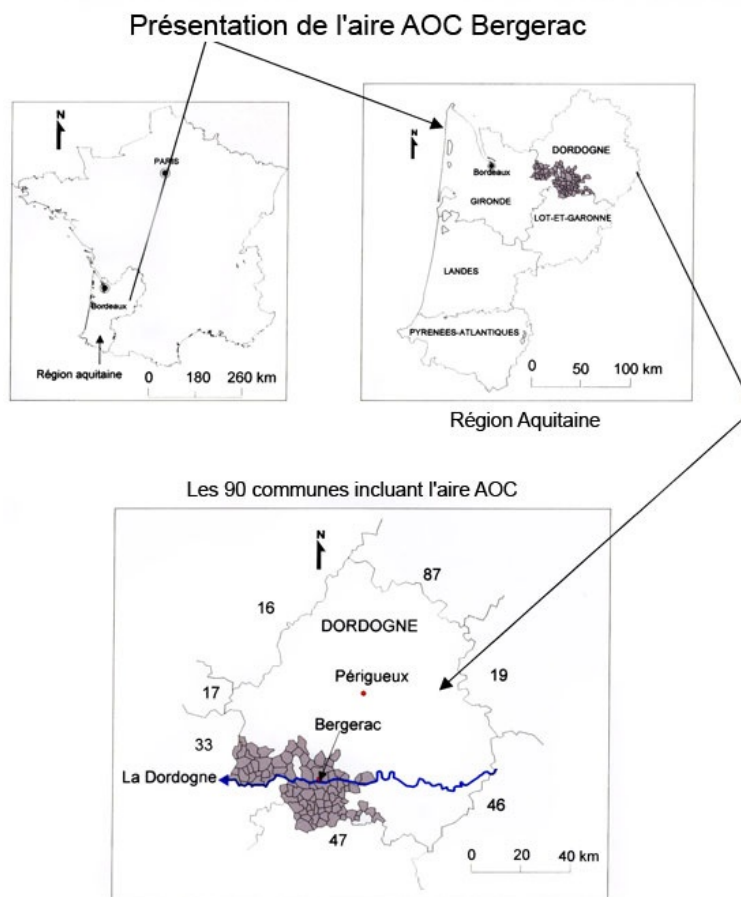 Présentation de l'aire AOC Bergerac
N
PARIS
Bordeaux
Région aquitaine
0 180 260 km
N
DORDOGNE
Bordeaux
GIRONDE
LOT-ET-GARONNE
LANDES
PYRENEES-ATLANTIQUES
0 50 100 km
Région Aquitaine
Les 90 communes incluant l'aire AOC
N
87
16
DORDOGNE
Périgueux
19
17
Bergerac
33
La Dordogne
46
47
0 20 40 km